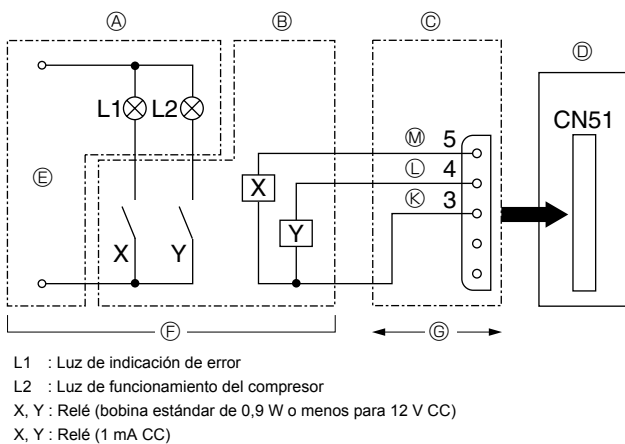 Ⓐ Ⓑ Ⓒ Ⓓ
CN51
L1 L2
Ⓜ 5
Ⓛ 4
Ⓚ 3
Ⓔ
X
Y
X Y
Ⓕ Ⓖ
L1 : Luz de indicación de error
L2 : Luz de funcionamiento del compresor
X, Y : Relé (bobina estándar de 0,9 W o menos para 12 V CC)
X, Y : Relé (1 mA CC)